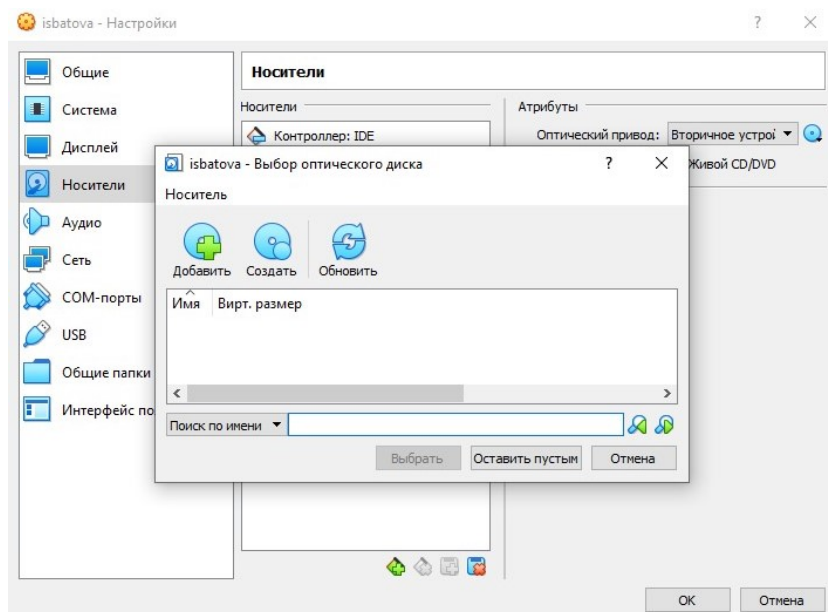 isbatova - Настройки
Общие
Система
Дисплей
Носители
Аудио
Сеть
COM-порты
USB
Общие папки
Интерфейс
Носители
Носители
Контроллер: IDE
Атрибуты
Оптический привод: Вторичное
Живой CD/DVD
isbatova - Выбор оптического диска
Носитель
Добавить Создать Обновить
Имя Вирт. размер
Поиск по имени
Выбрать Оставить пустым Отмена
OK Отмена